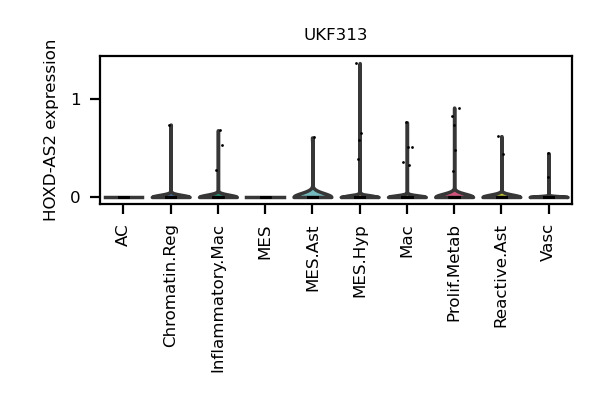 UKF313
HOXD-AS2 expression
1
0
AC
Chromatin.Reg
Inflammatory.Mac
MES
MES.Ast
MES.Hyp
Mac
Prolif.Metab
Reactive.Ast
Vasc